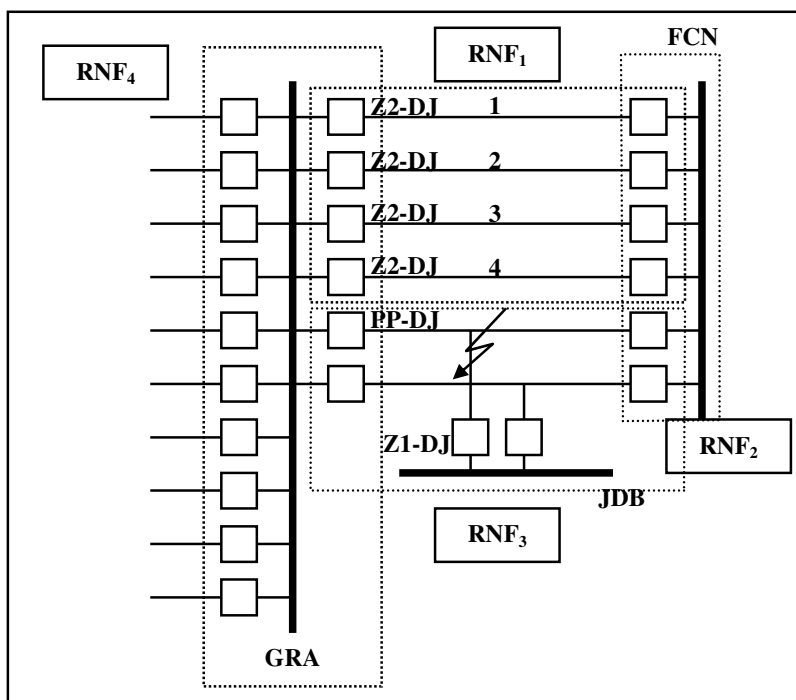 FCN
RNF₁
RNF₄
Z2-DJ 1
Z2-DJ 2
Z2-DJ 3
Z2-DJ 4
PP-DJ
Z1-DJ
RNF₂
JDB
RNF₃
GRA